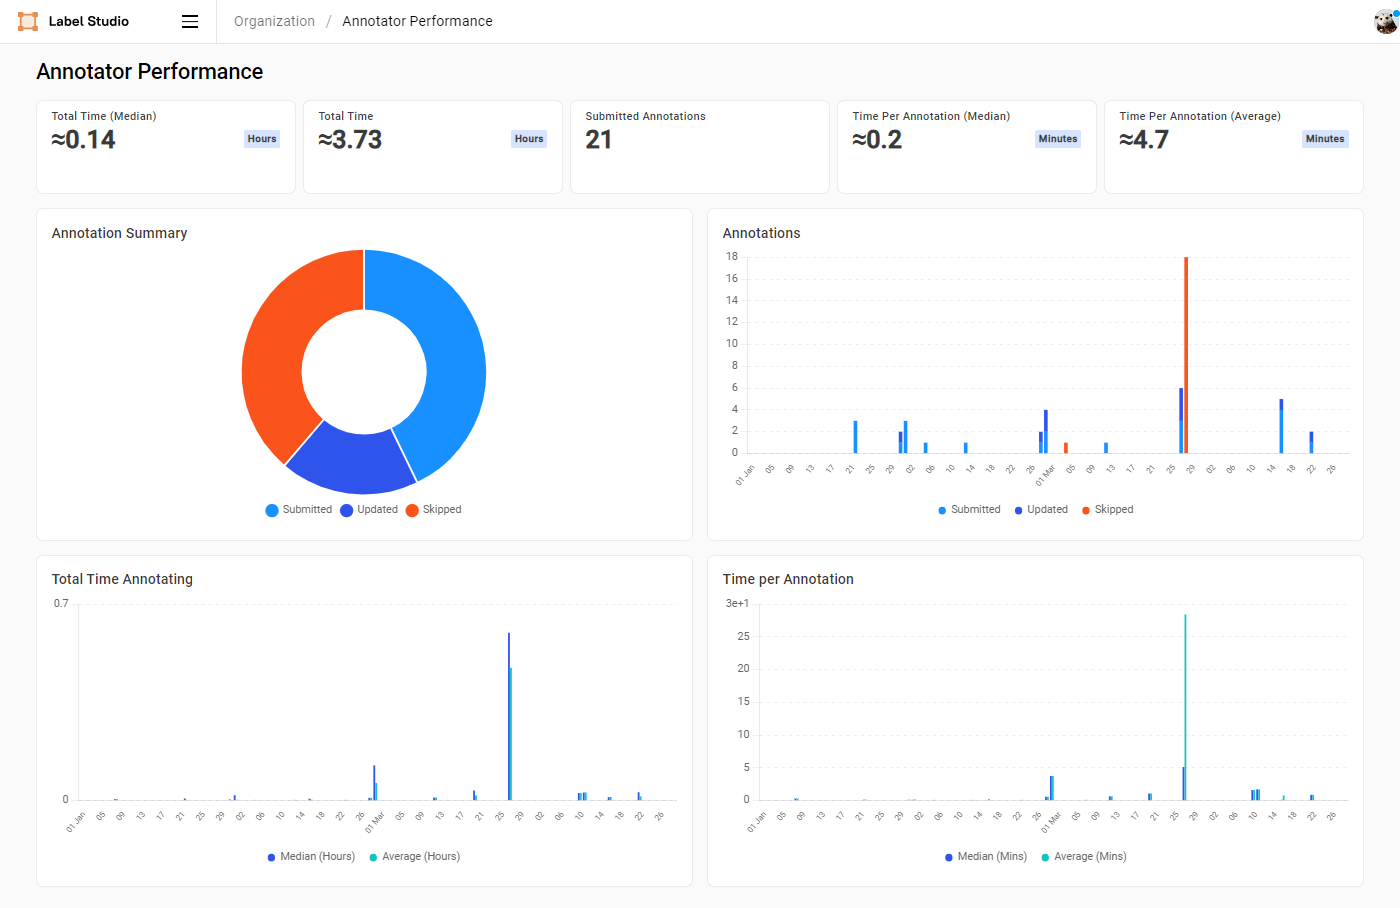 Label Studio
Organization / Annotator Performance
Annotator Performance
Total Time (Median)
≈0.14
Hours
Total Time
≈3.73
Hours
Submitted Annotations
21
Time Per Annotation (Median)
≈0.2
Minutes
Time Per Annotation (Average)
≈4.7
Minutes
Annotation Summary
Submitted Updated Skipped
Annotations
18
16
14
12
10
8
6
4
2
0
01 Jan 05 09 13 17 21 25 29 02 06 10 14 18 22 26 01 Mar 05 09 13 17 21 25 29 02 06 10 14 18 22 26
Submitted Updated Skipped
Total Time Annotating
0.7
0
01 Jan 05 09 13 17 21 25 29 02 06 10 14 18 22 26 01 Mar 05 09 13 17 21 25 29 02 06 10 14 18 22 26
Median (Hours) Average (Hours)
Time per Annotation
3e+1
25
20
15
10
5
0
01 Jan 05 09 13 17 21 25 29 02 06 10 14 18 22 26 01 Mar 05 09 13 17 21 25 29 02 06 10 14 18 22 26
Median (Mins) Average (Mins)